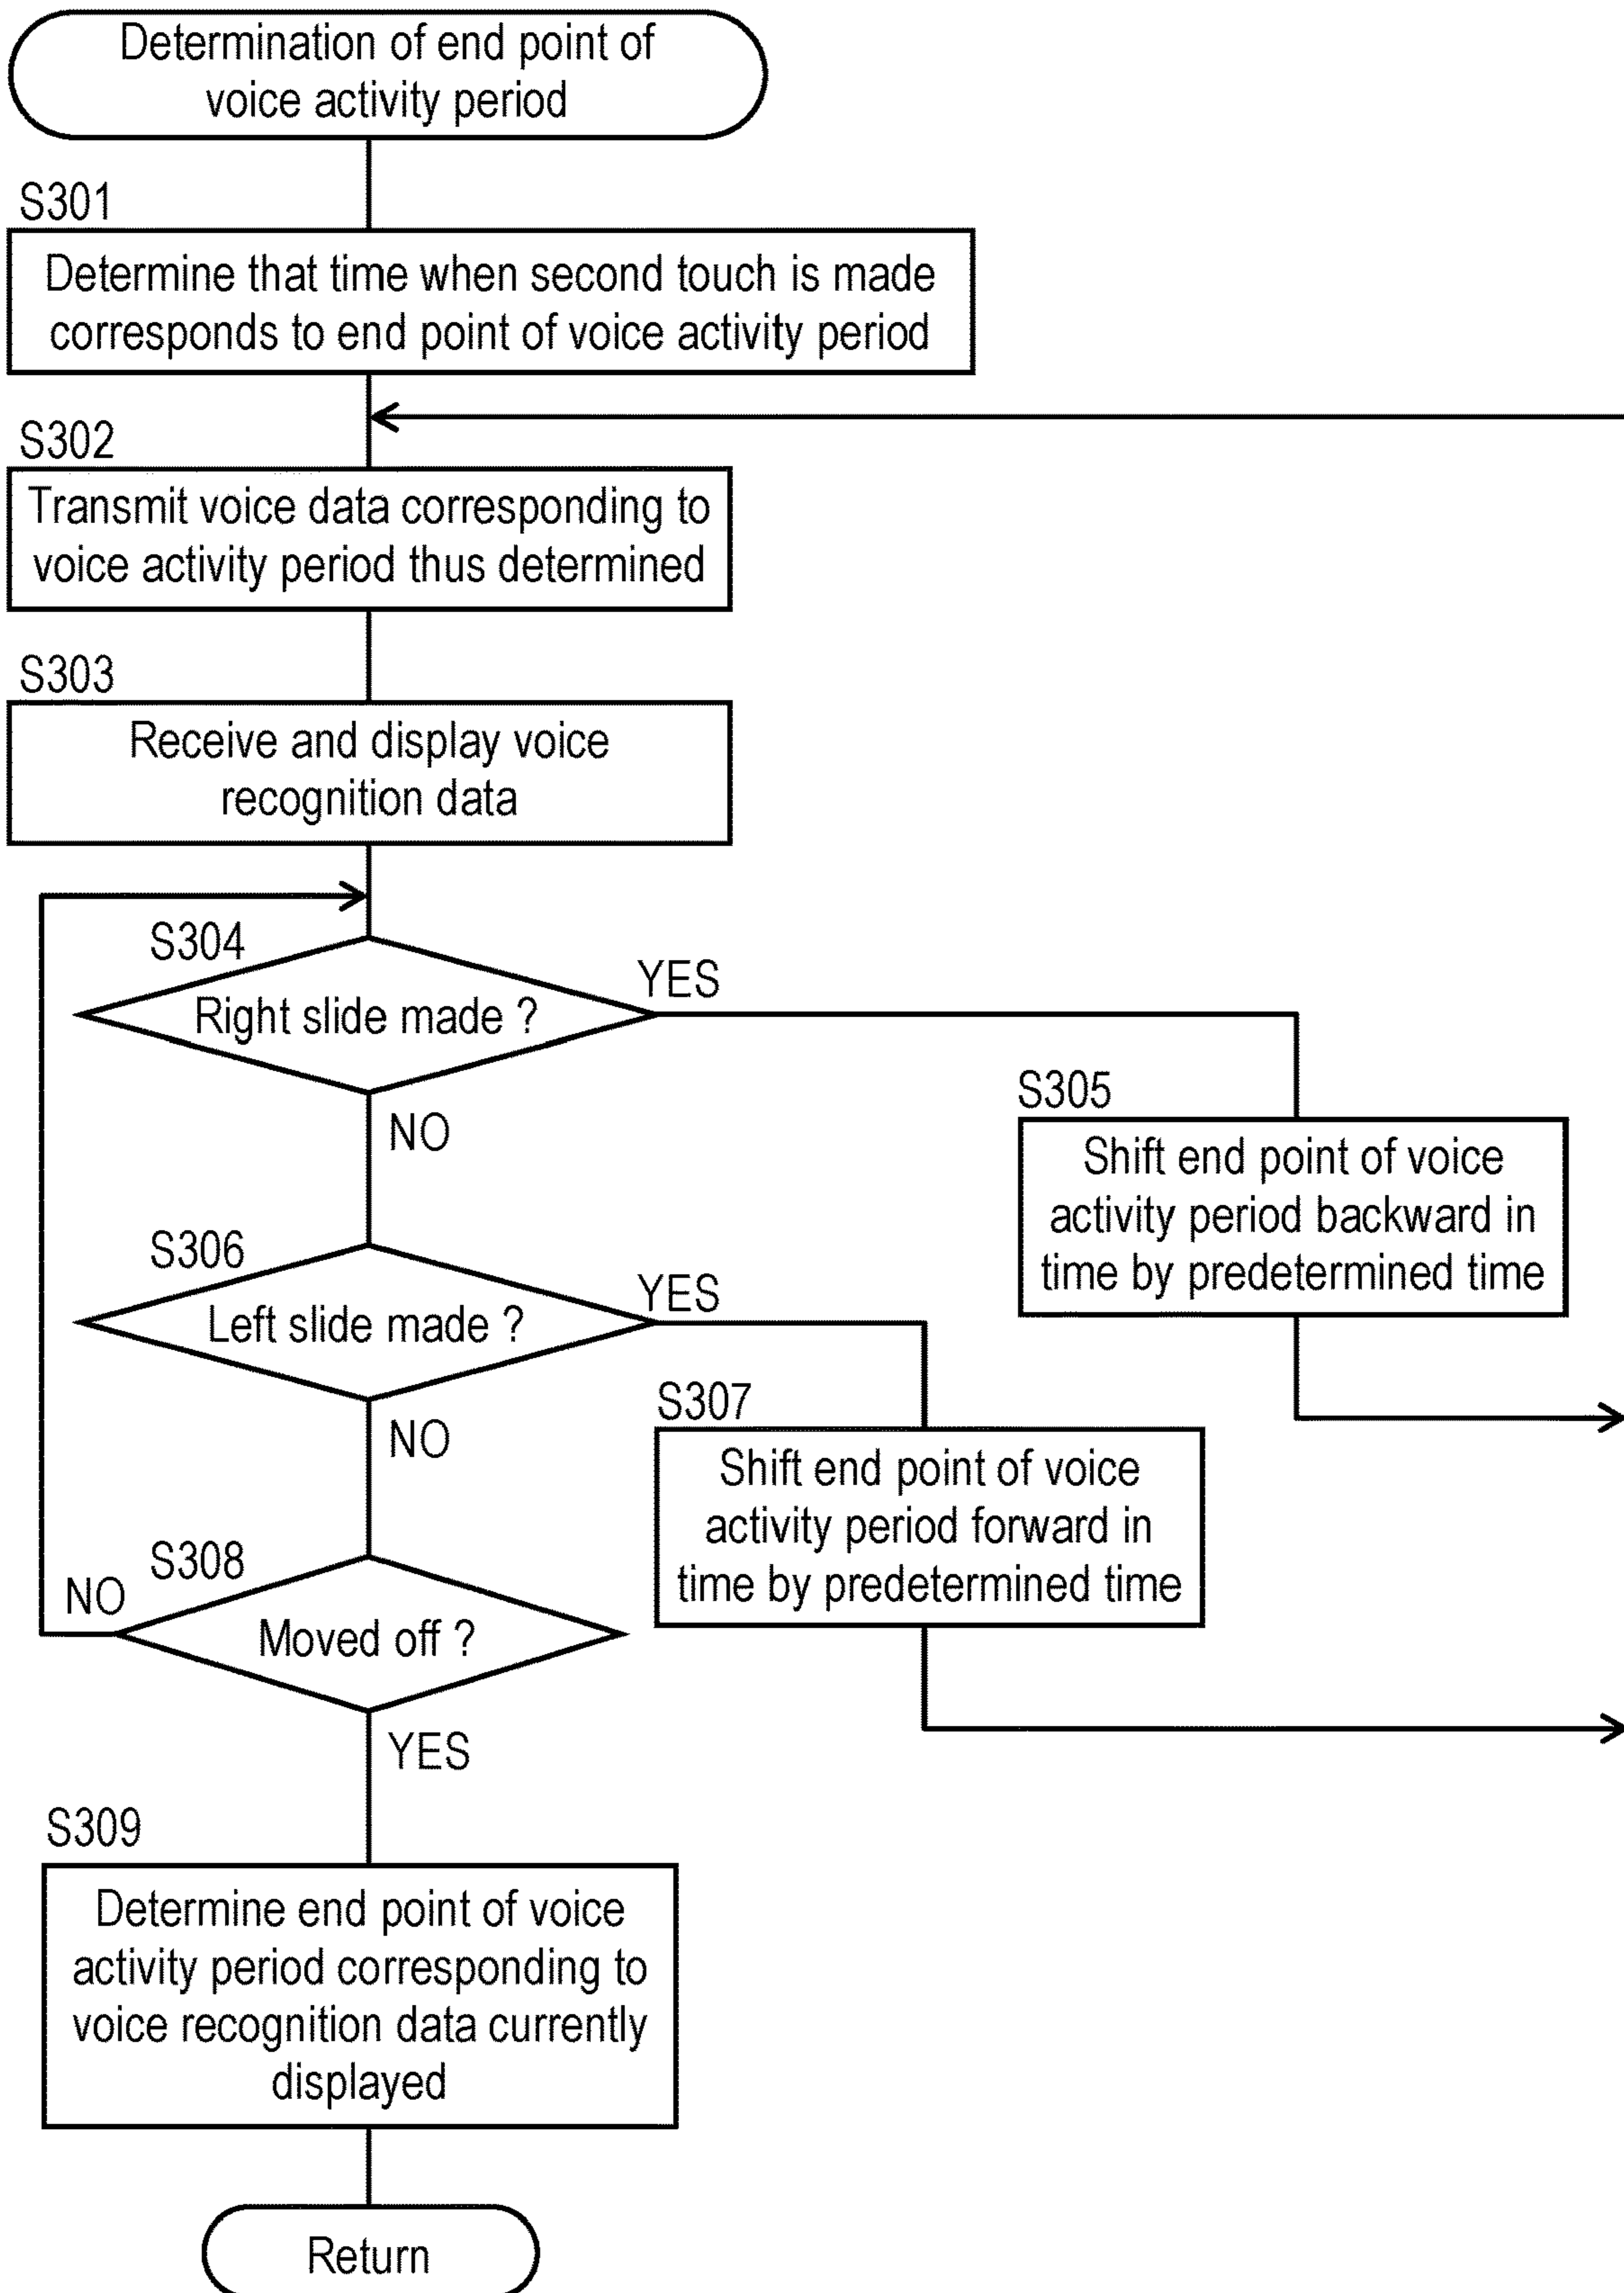 Determination of end point of
voice activity period
S301
Determine that time when second touch is made
corresponds to end point of voice activity period
S302
Transmit voice data corresponding to
voice activity period thus determined
S303
Receive and display voice
recognition data
S304
Right slide made ?
YES
NO
S305
Shift end point of voice
activity period backward in
time by predetermined time
S306
Left slide made ?
YES
NO
S307
Shift end point of voice
activity period forward in
time by predetermined time
S308
NO
Moved off ?
YES
S309
Determine end point of voice
activity period corresponding to
voice recognition data currently
displayed
Return